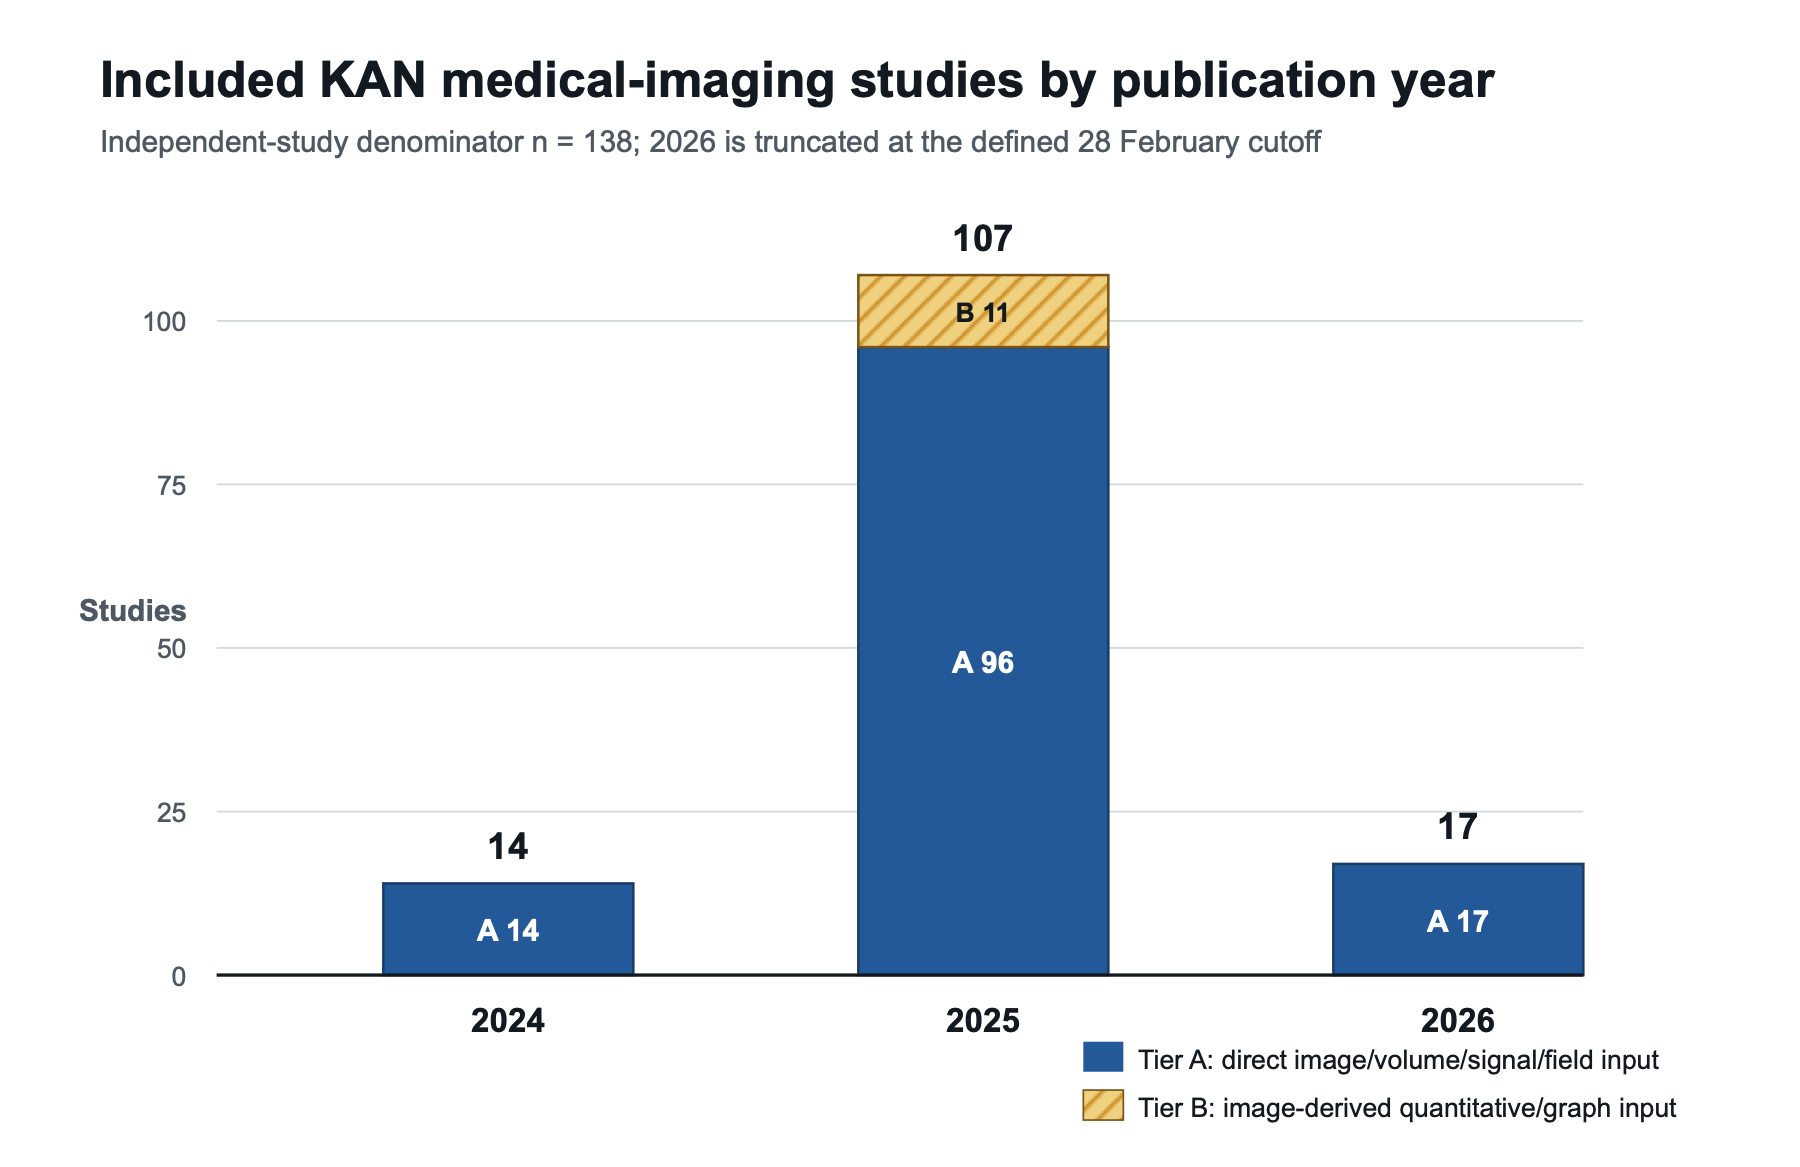 Included KAN medical-imaging studies by publication year
Independent-study denominator n = 138; 2026 is truncated at the defined 28 February cutoff
107
B 11
100
75
Studies
50
A 96
25
14
17
A 14
A 17
0
2024 2025 2026
Tier A: direct image/volume/signal/field input
Tier B: image-derived quantitative/graph input